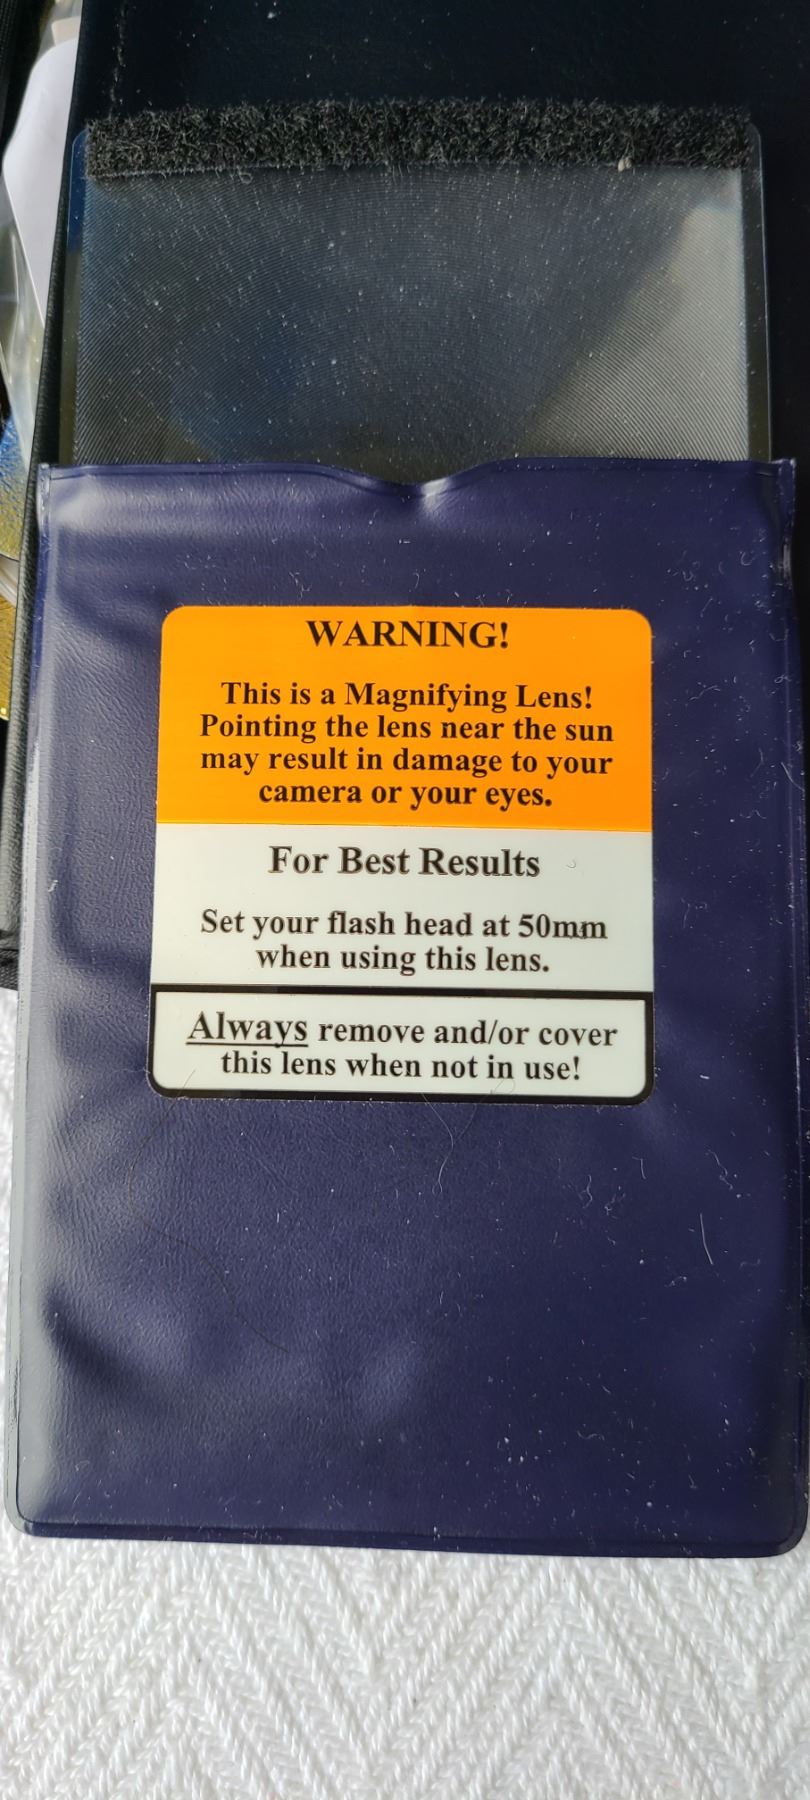 WARNING!
This is a Magnifying Lens!
Pointing the lens near the sun
may result in damage to your
camera or your eyes.
For Best Results
Set your flash head at 50mm
when using this lens.
Always remove and/or cover
this lens when not in use!